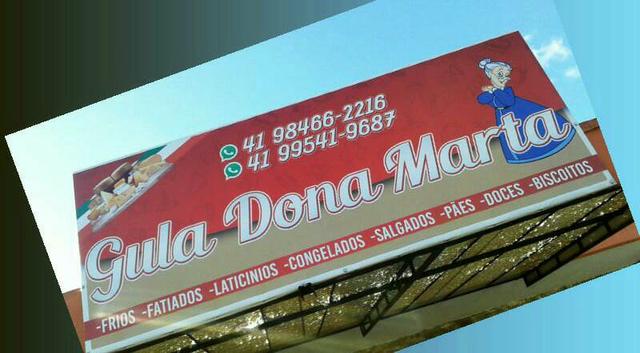 41 98466-2216
41 99541-9687
Gula Dona Marta
-FRIOS -FATIADOS -LATICINIOS -CONGELADOS -SALGADOS -PÃES -DOCES -BISCOITOS